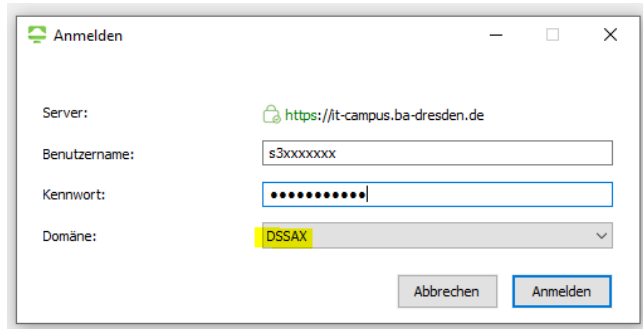 Anmelden
Server: https://it-campus.ba-dresden.de
Benutzername: s3xxxxxxx
Kennwort: ●●●●●●●●●●●
Domäne: DSSAX
Abbrechen Anmelden